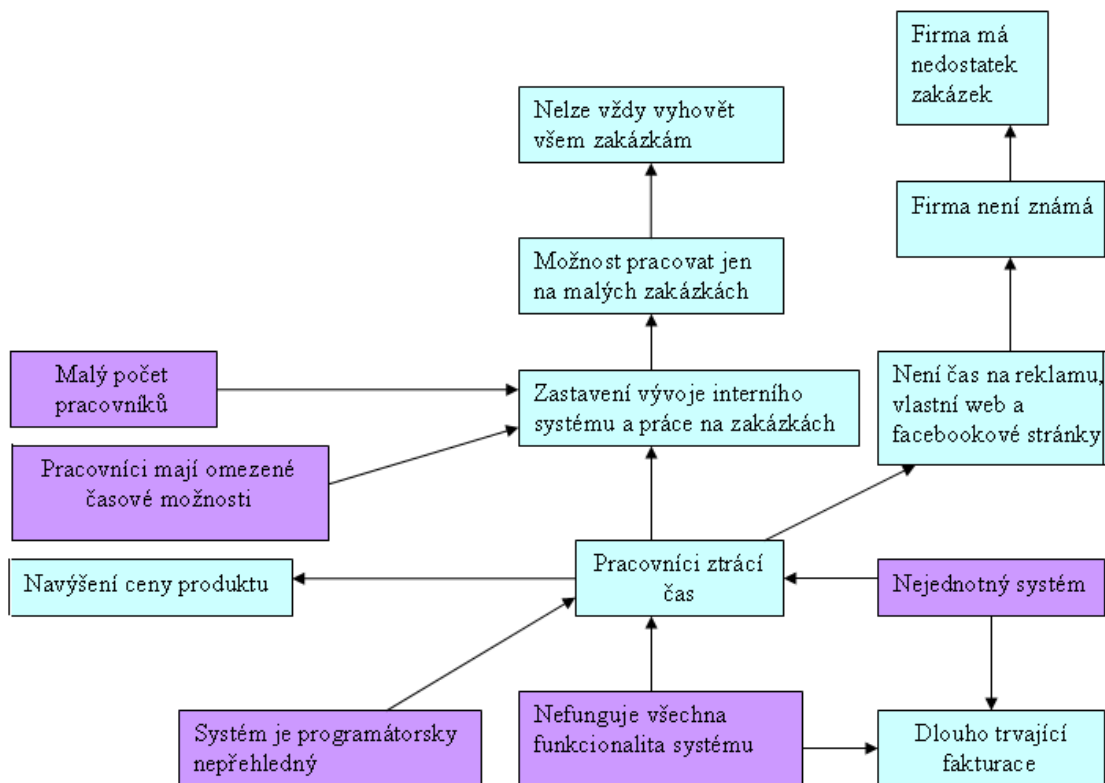 Firma má
nedostatek
zakázek
Nelze vždy vyhovět
všem zakázkám
Firma není známá
Možnost pracovat jen
na malých zakázkách
Malý počet
pracovníků
Zastavení vývoje interního
systému a práce na zakázkách
Není čas na reklamu,
vlastní web a
facebookové stránky
Pracovníci mají omezené
časové možnosti
Navýšení ceny produktu
Pracovníci ztrácí
čas
Nejednotný systém
Systém je programátorsky
nepřehledný
Nefunguje všechna
funkcionalita systému
Dlouho trvající
fakturace